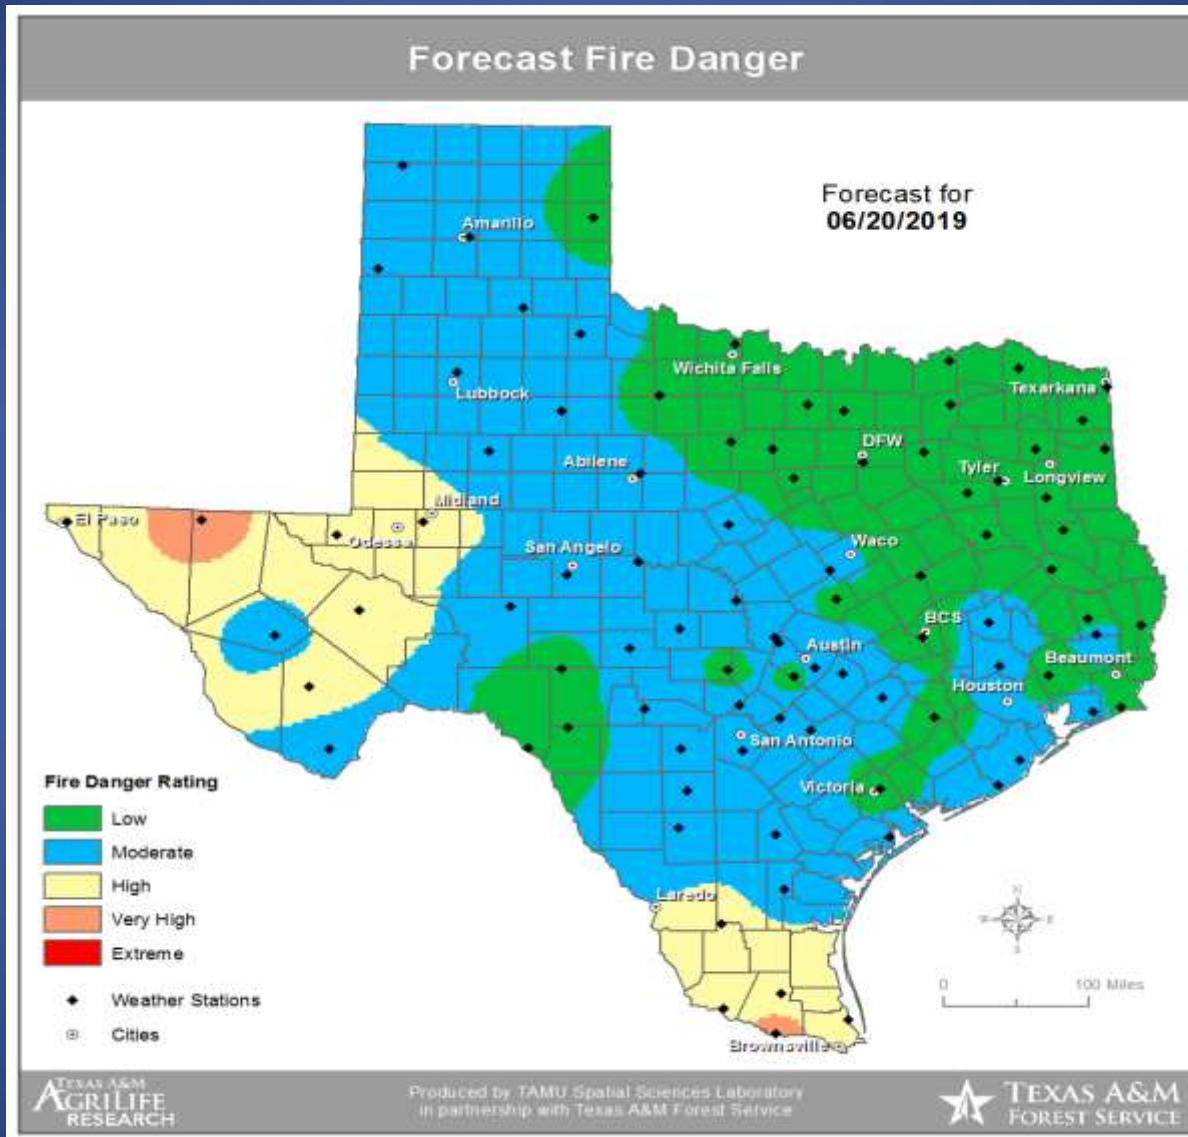 Forecast Fire Danger
Forecast for
06/20/2019
Amarillo
Wichita Falls
Texarkana
Lubbock
DFW
Abilene
Tyler
Longview
Midland
El Paso
Odessa
San Angelo
Waco
BCS
Austin
Beaumont
Houston
San Antonio
Victoria
Laredo
Brownsville
Fire Danger Rating
Low
Moderate
High
Very High
Extreme
Weather Stations
Cities
N
W
E
S
0
100 Miles
TEXAS A&M
AGRILIFE
RESEARCH
Produced by TAMU Spatial Sciences Laboratory
in partnership with Texas A&M Forest Service
TEXAS A&M
FOREST SERVICE